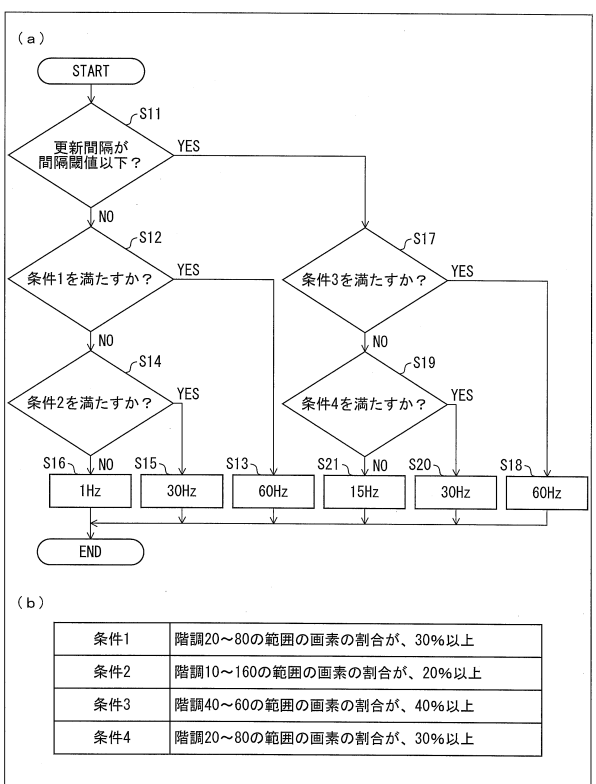 (a)
START
S11
更新間隔が
間隔閾値以下?
YES
NO
S12
条件1を満たすか?
YES
NO
S17
条件3を満たすか?
YES
NO
S14
条件2を満たすか?
YES
NO
S19
条件4を満たすか?
YES
NO
S16
1Hz
S15
30Hz
S13
60Hz
S21
15Hz
S20
30Hz
S18
60Hz
END
(b)
条件1 階調20~80の範囲の画素の割合が、30%以上
条件2 階調10~160の範囲の画素の割合が、20%以上
条件3 階調40~60の範囲の画素の割合が、40%以上
条件4 階調20~80の範囲の画素の割合が、30%以上